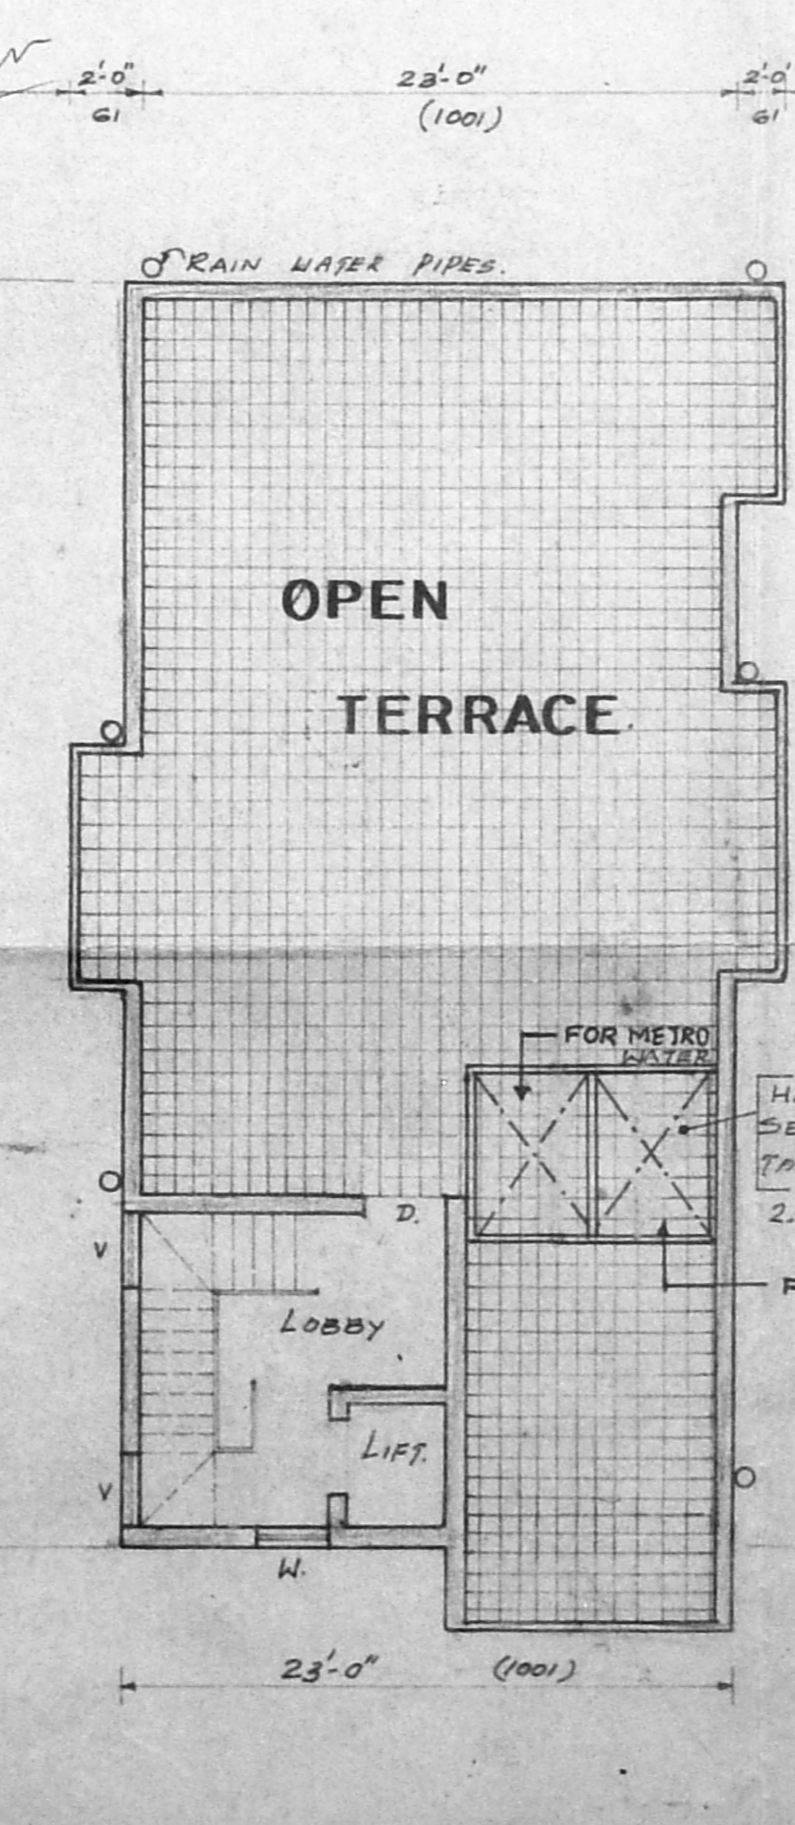 2'-0" 23'-0" 2'-0'
61 (1001) 61
RAIN WATER PIPES.
OPEN
TERRACE.
FOR METRO
WATER
D.
2.
V
LOBBY
LIFT.
V
W.
23'-0" (1001)